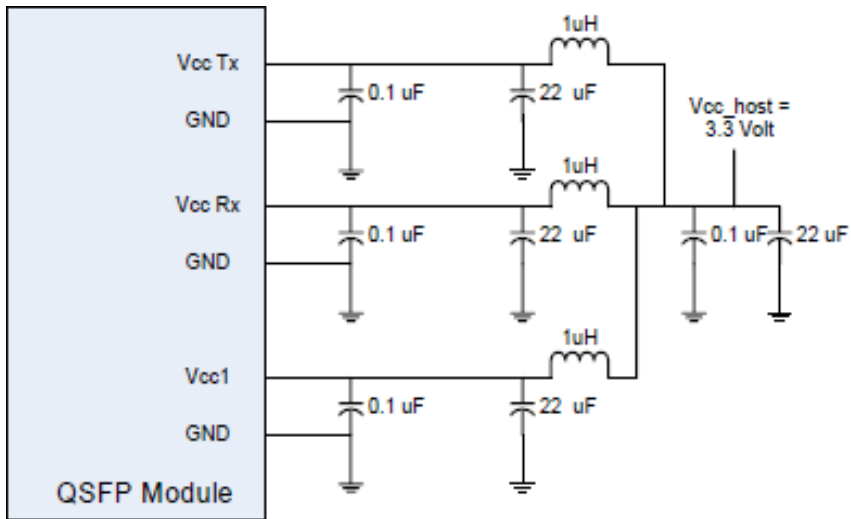 1uH
Vcc Tx
0.1 uF
22 uF
Vcc_host =
3.3 Volt
GND
1uH
Vcc Rx
0.1 uF
22 uF
0.1 uF
22 uF
GND
1uH
Vcc1
0.1 uF
22 uF
GND
QSFP Module